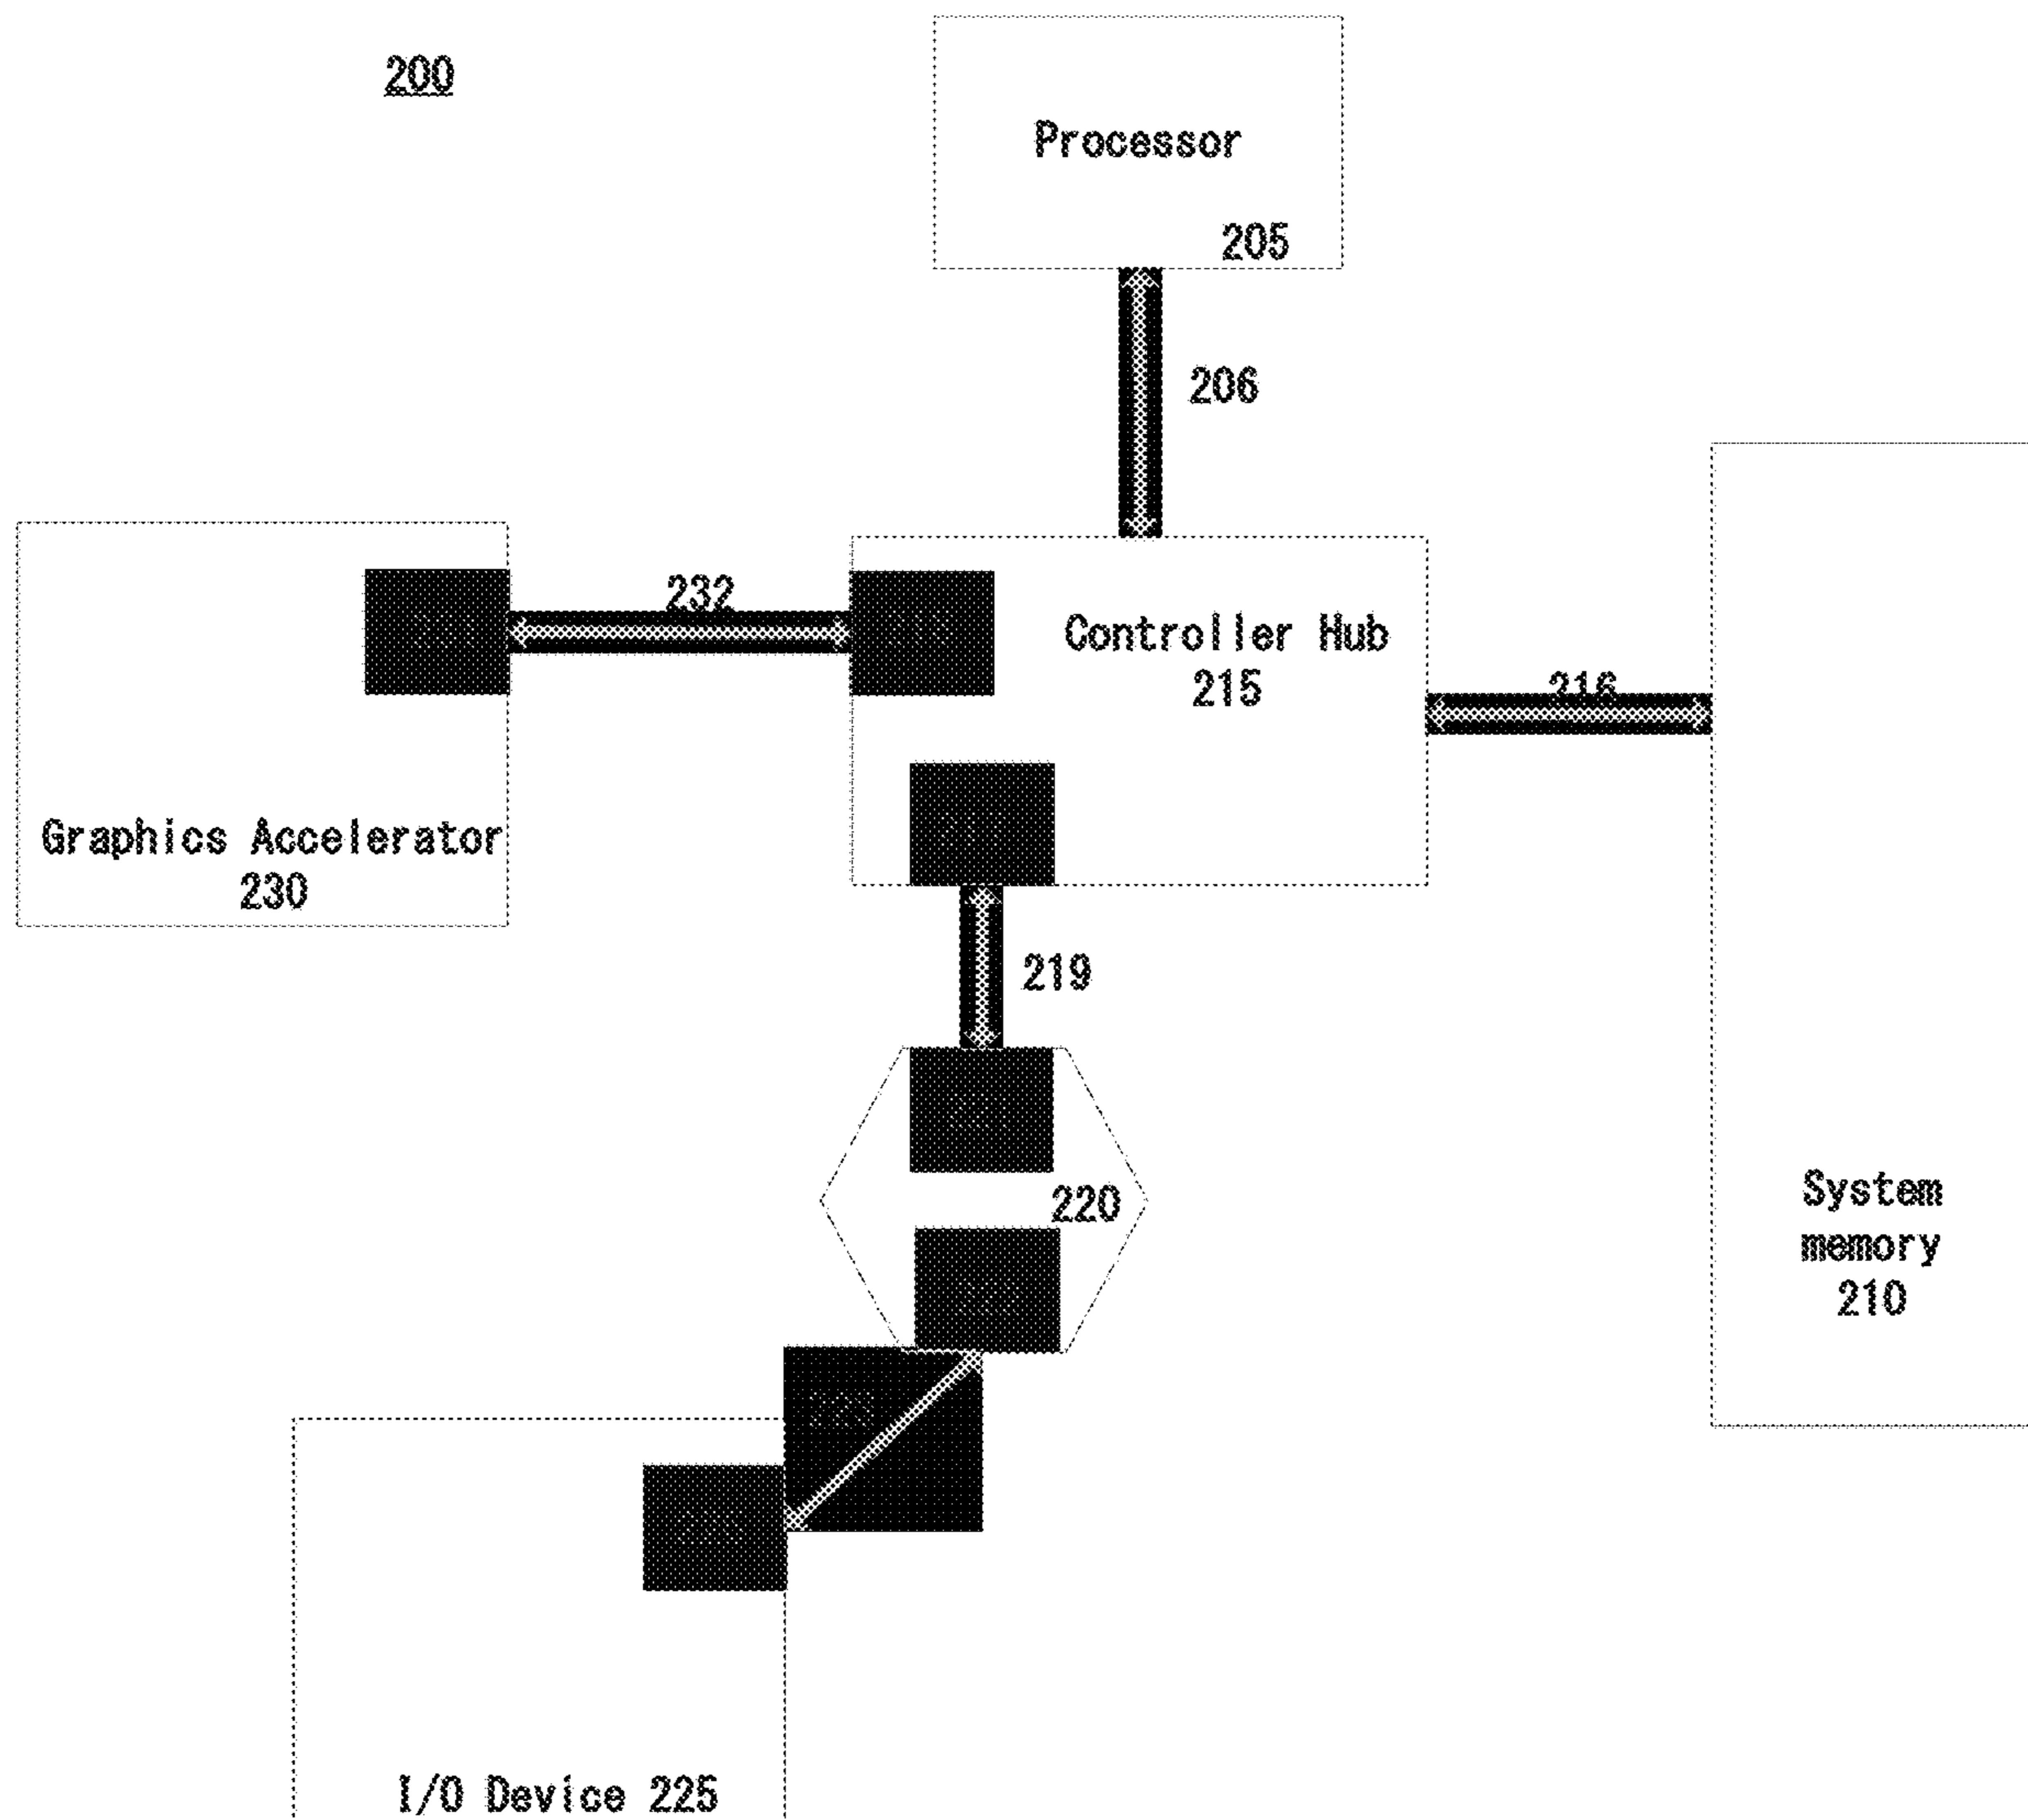 200
Processor
205
206
232
Controller Hub
215
216
Graphics Accelerator
230
219
220
System
memory
210
I/O Device 225